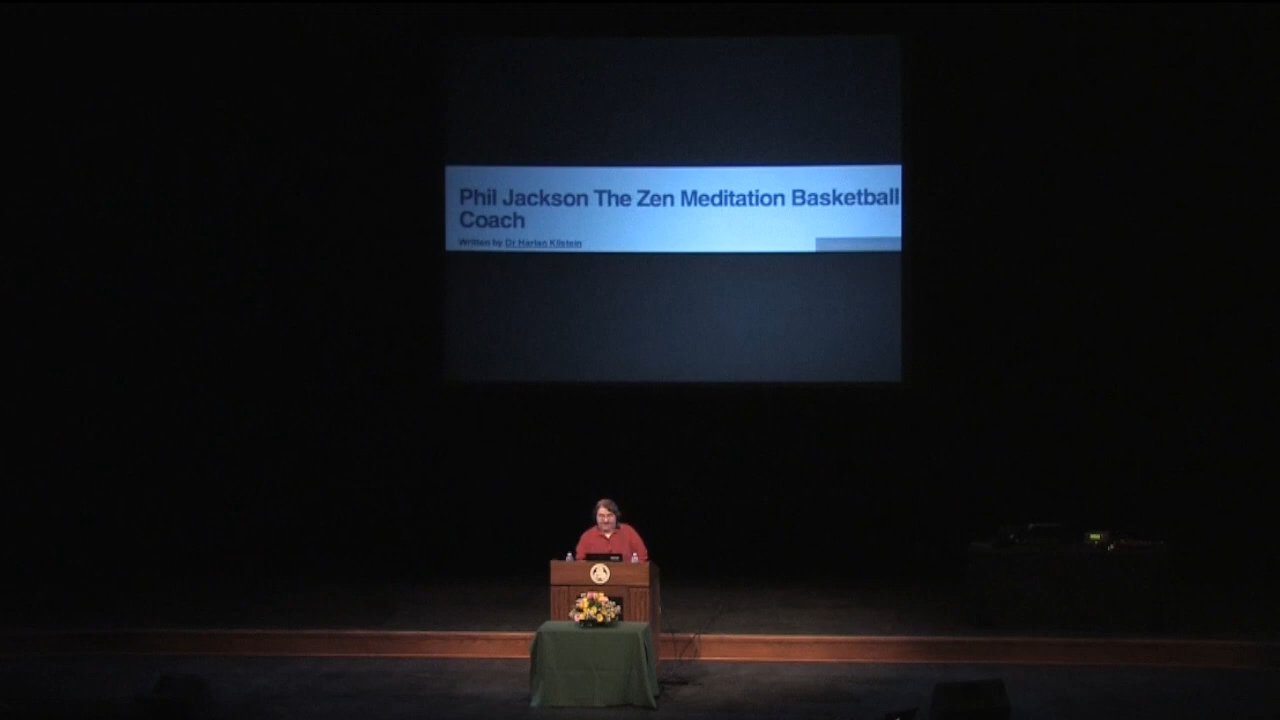 Phil Jackson The Zen Meditation Basketball
Coach
Written by Dr Harlan Kilstein